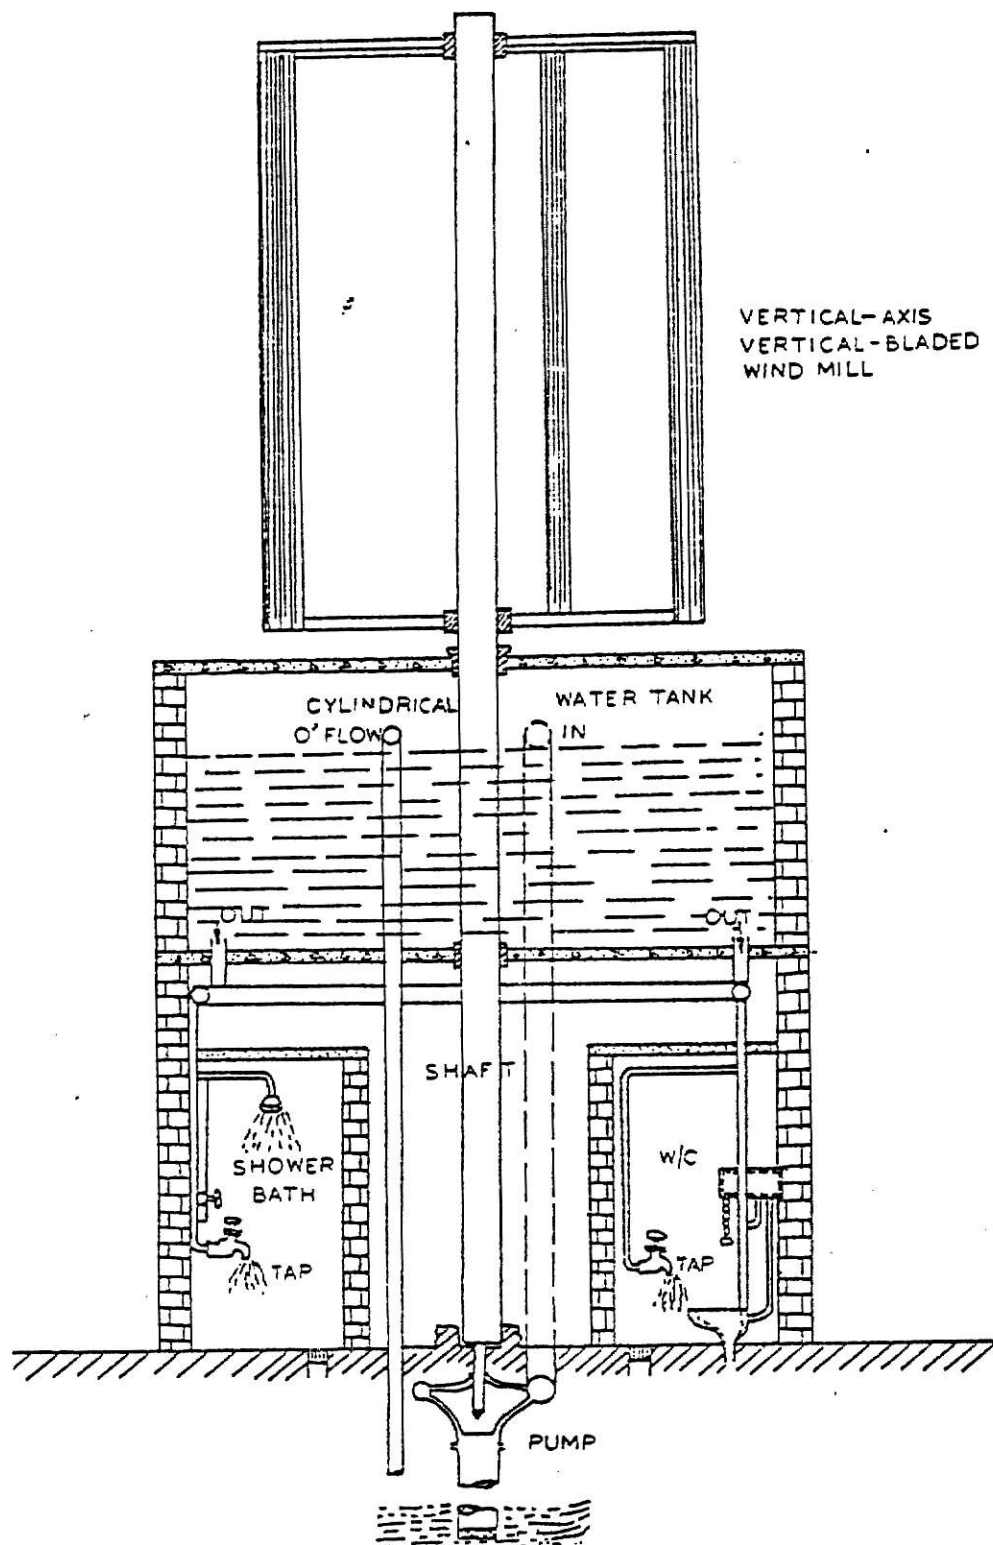 VERTICAL-AXIS
VERTICAL-BLADED
WIND MILL
CYLINDRICAL WATER TANK
O'FLOW IN
OUT OUT
SHAFT
W/C
SHOWER
BATH
TAP TAP
PUMP